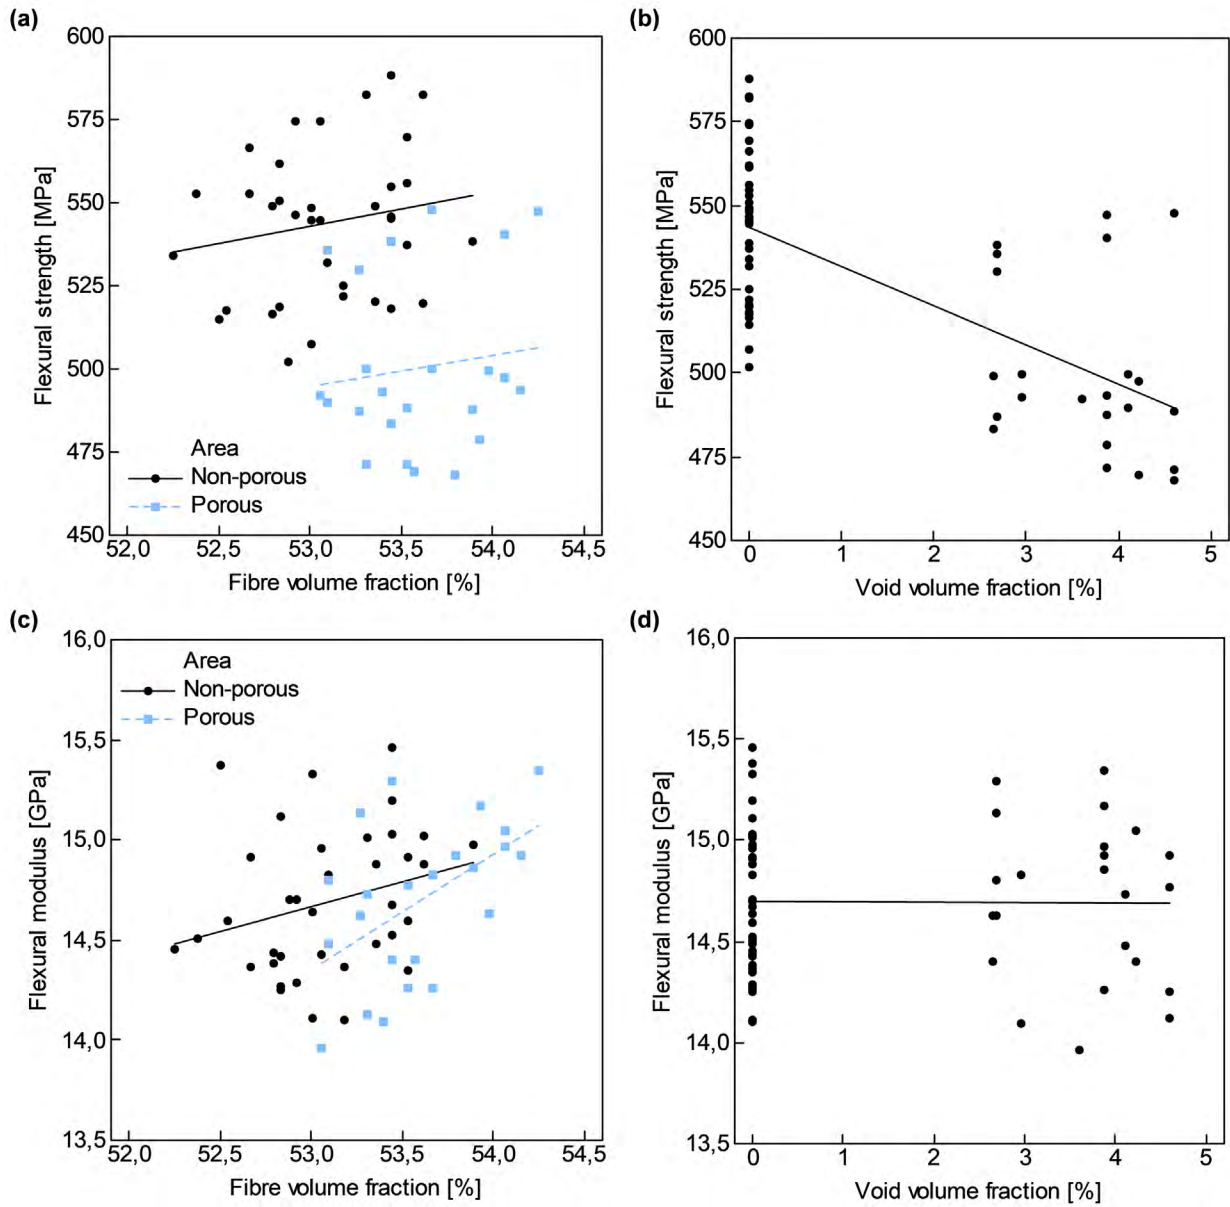 (a)
600
575
550
525
500
475
450
Flexural strength [MPa]
Area
Non-porous
Porous
52,0 52,5 53,0 53,5 54,0 54,5
Fibre volume fraction [%]
(b)
600
575
550
525
500
475
450
Flexural strength [MPa]
0 1 2 3 4 5
Void volume fraction [%]
(c)
16,0
15,5
15,0
14,5
14,0
13,5
Flexural modulus [GPa]
Area
Non-porous
Porous
52,0 52,5 53,0 53,5 54,0 54,5
Fibre volume fraction [%]
(d)
16,0
15,5
15,0
14,5
14,0
13,5
Flexural modulus [GPa]
0 1 2 3 4 5
Void volume fraction [%]